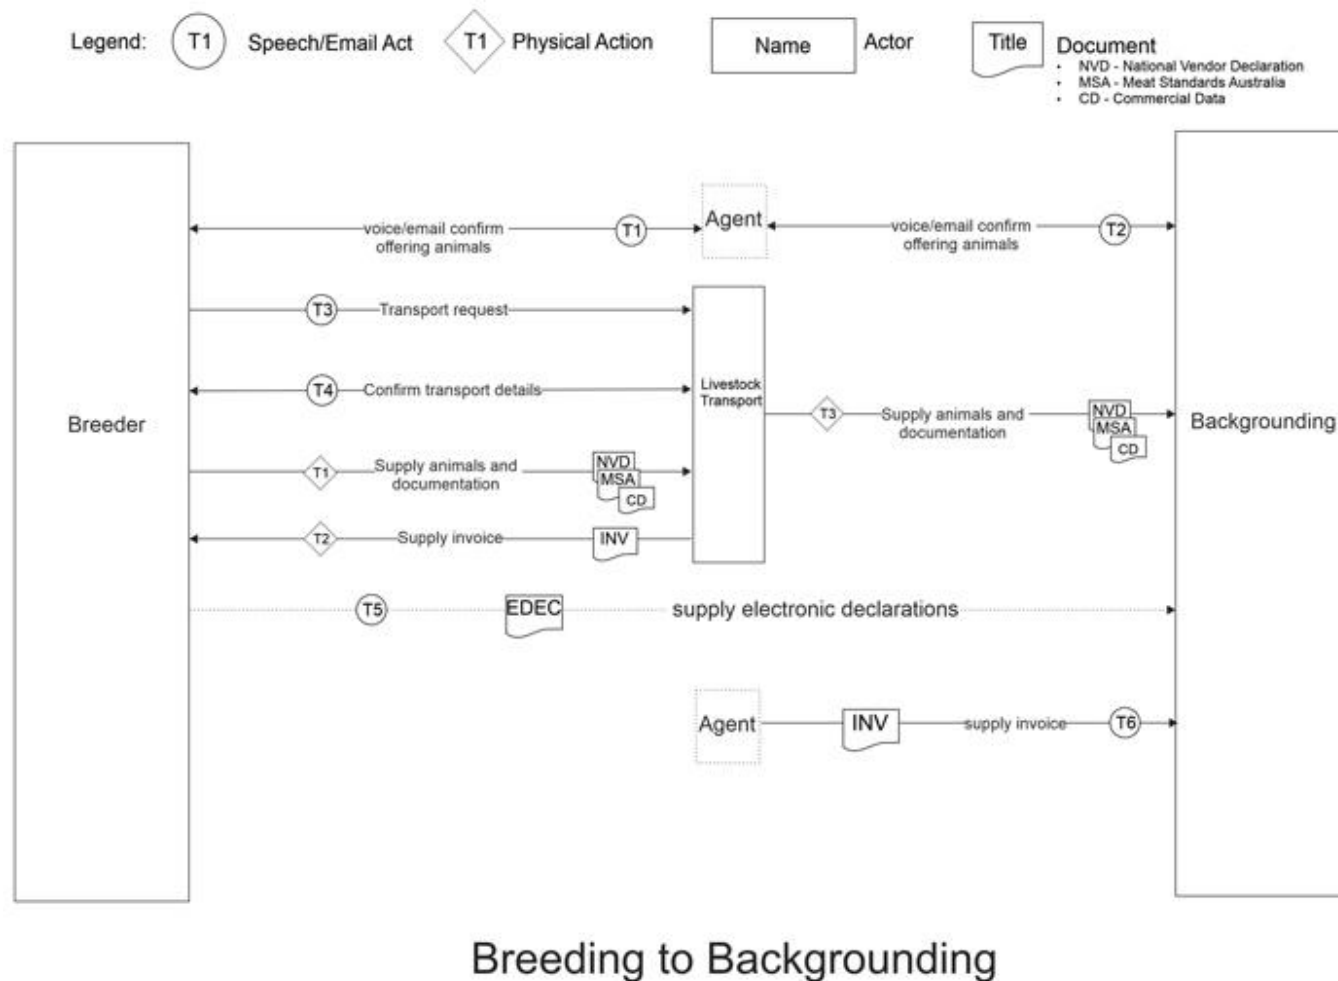 Legend:
T1
Speech/Email Act
T1
Physical Action
Name
Actor
Title
Document
• NVD - National Vendor Declaration
• MSA - Meat Standards Australia
• CD - Commercial Data
Breeder
voice/email confirm
offering animals
T1
Agent
voice/email confirm
offering animals
T2
T3
Transport request
T4
Confirm transport details
Livestock
Transport
T3
Supply animals and
documentation
NVD
MSA
CD
Backgrounding
T1
Supply animals and
documentation
NVD
MSA
CD
T2
Supply invoice
INV
T5
EDEC
supply electronic declarations
Agent
INV
supply invoice
T6
Breeding to Backgrounding